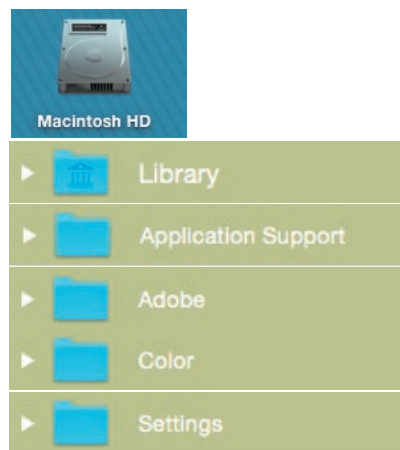 Macintosh HD
Library
Application Support
Adobe
Color
Settings